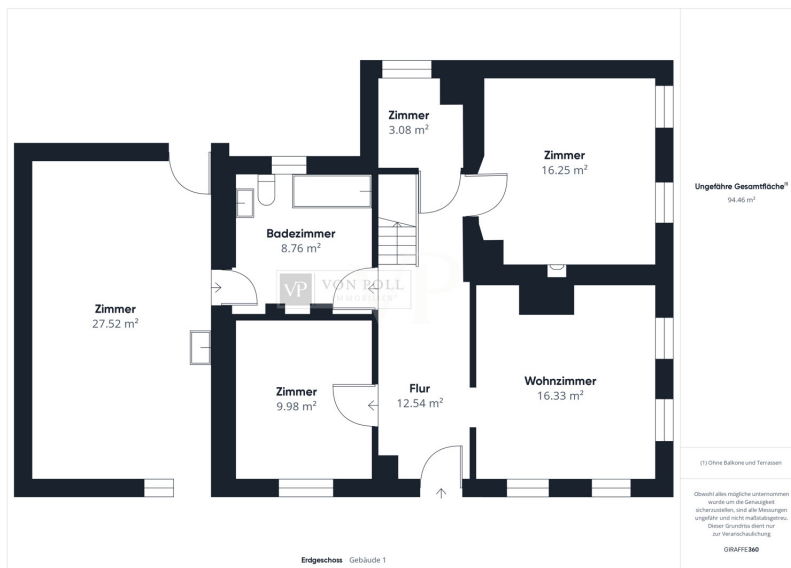 Zimmer
3.08 m²
Zimmer
16.25 m²
Ungefähre Gesamtfläche⁽¹⁾
94.46 m²
Badezimmer
8.76 m²
VP VON POLL
IMMOBILIEN®
VP
Zimmer
27.52 m²
Zimmer
9.98 m²
Flur
12.54 m²
Wohnzimmer
16.33 m²
(1) Ohne Balkone und Terrassen
Obwohl alles mögliche unternommen
wurde um die Genauigkeit
sicherzustellen, sind alle Messungen
ungefähr und nicht maßstabsgetreu.
Dieser Grundriss dient nur
zur Veranschaulichung
GIRAFFE360
Erdgeschoss Gebäude 1